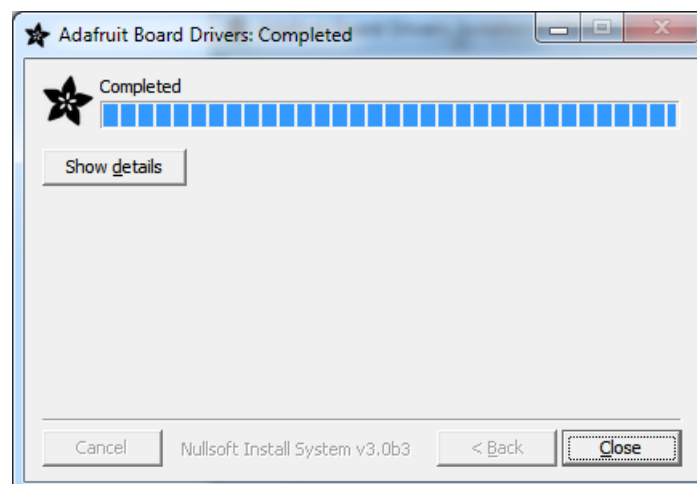 Adafruit Board Drivers: Completed
Completed
Show details
Cancel
Nullsoft Install System v3.0b3
< Back
Close